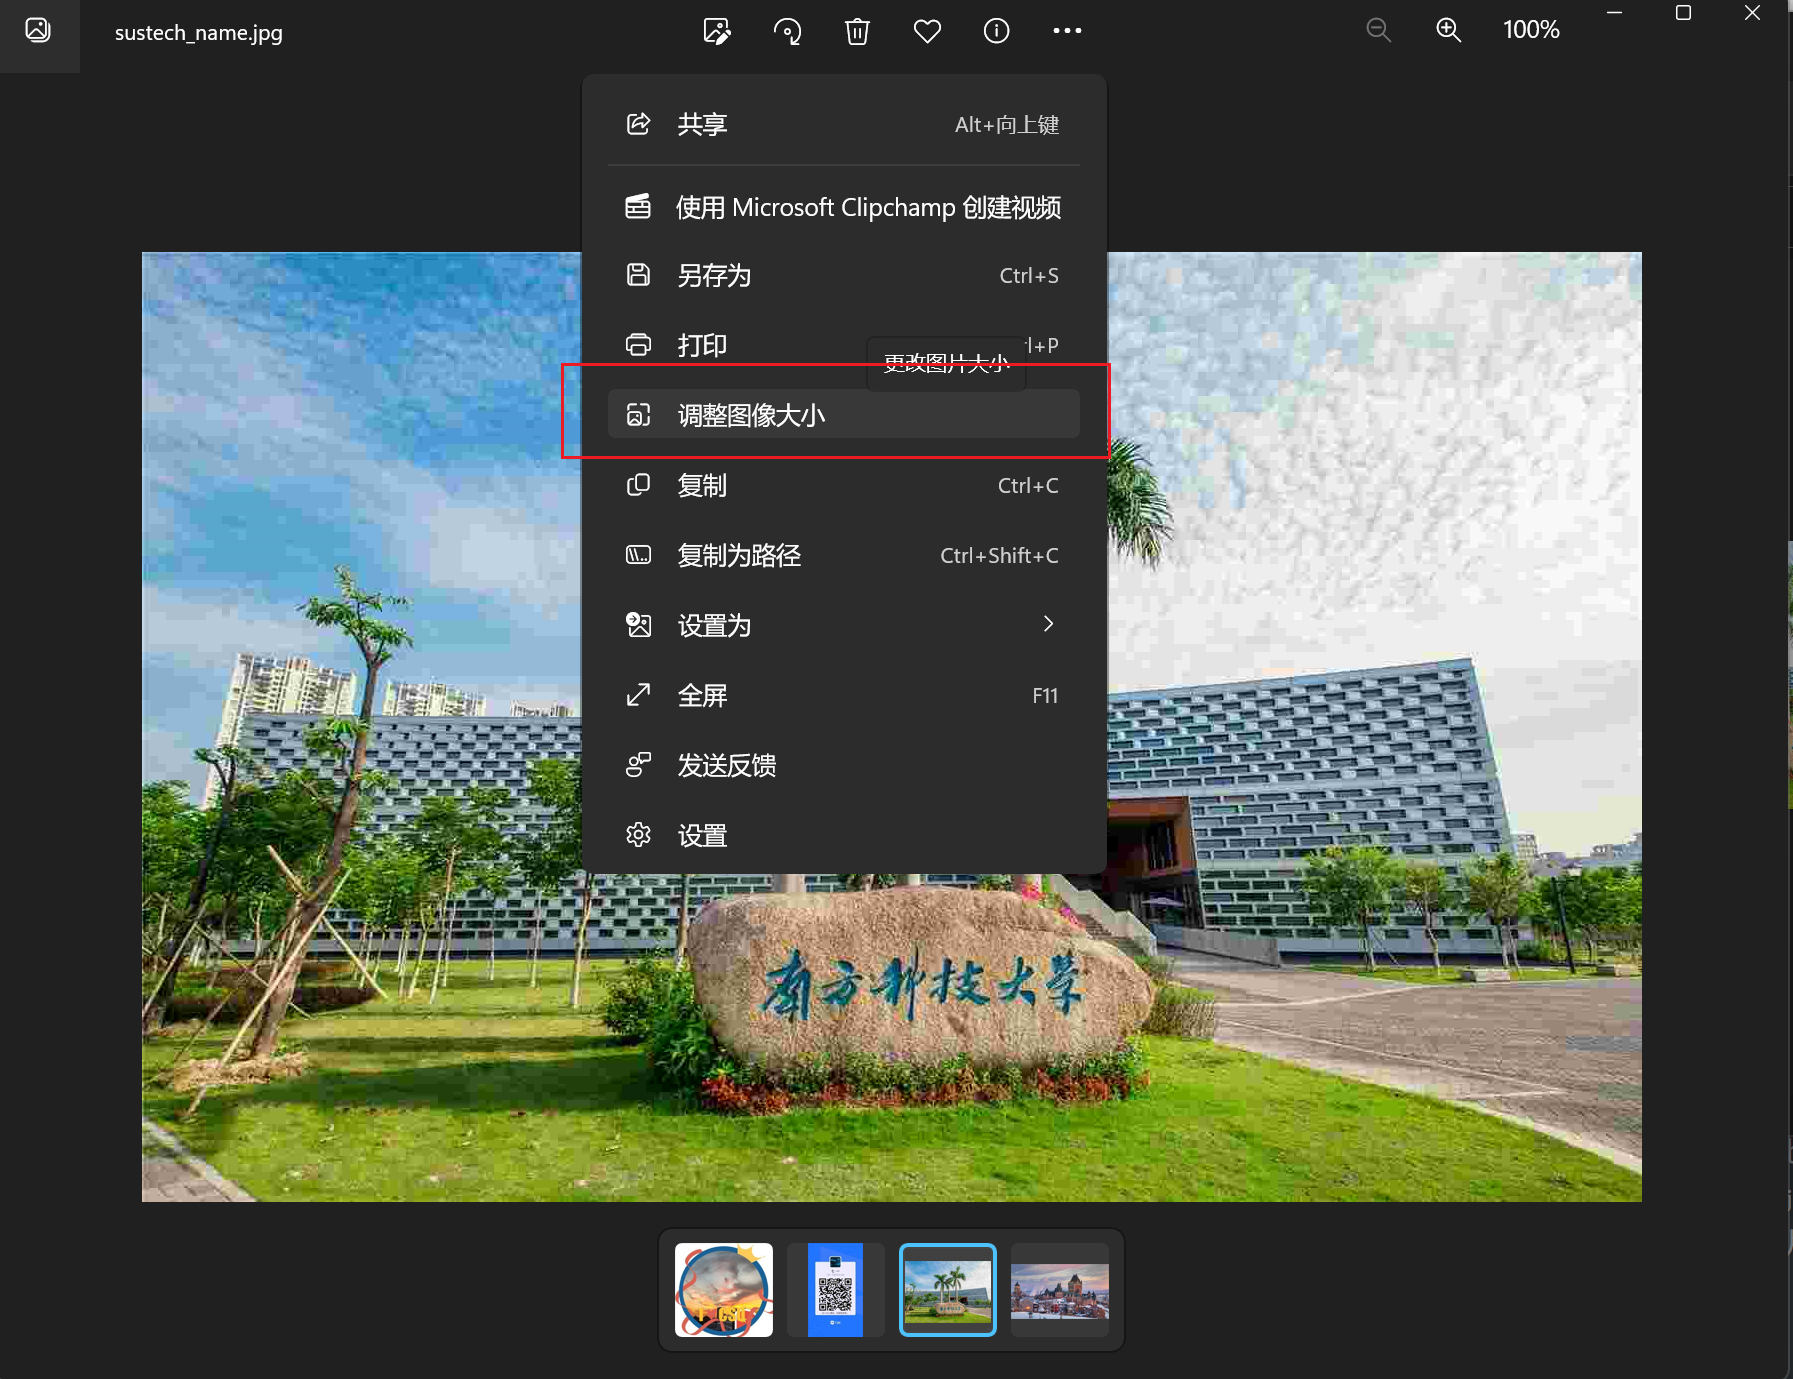 sustech_name.jpg
100%
共享 Alt+向上键
使用 Microsoft Clipchamp 创建视频
另存为 Ctrl+S
打印 l+P
更改图片大小
调整图像大小
复制 Ctrl+C
复制为路径 Ctrl+Shift+C
设置为
全屏 F11
发送反馈
设置
南方科技大学